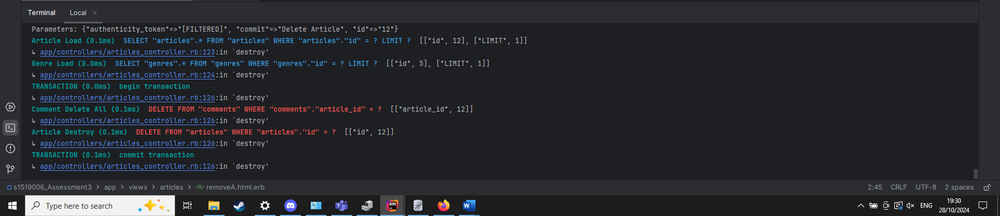 Terminal Local ×
Parameters: {"authenticity_token"=>"[FILTERED]", "commit"=>"Delete Article", "id"=>"12"}
Article Load (0.1ms)  SELECT "articles".* FROM "articles" WHERE "articles"."id" = ? LIMIT ?  [["id", 12], ["LIMIT", 1]]
↳ app/controllers/articles_controller.rb:123:in `destroy'
Genre Load (0.0ms)  SELECT "genres".* FROM "genres" WHERE "genres"."id" = ? LIMIT ?  [["id", 5], ["LIMIT", 1]]
↳ app/controllers/articles_controller.rb:124:in `destroy'
TRANSACTION (0.0ms)  begin transaction
↳ app/controllers/articles_controller.rb:126:in `destroy'
Comment Delete All (0.1ms)  DELETE FROM "comments" WHERE "comments"."article_id" = ?  [["article_id", 12]]
↳ app/controllers/articles_controller.rb:126:in `destroy'
Article Destroy (0.1ms)  DELETE FROM "articles" WHERE "articles"."id" = ?  [["id", 12]]
↳ app/controllers/articles_controller.rb:126:in `destroy'
TRANSACTION (0.1ms)  commit transaction
↳ app/controllers/articles_controller.rb:126:in `destroy'
s1519006_Assessment3 > app > views > articles > <%> removeA.html.erb 2:45 CRLF UTF-8 2 spaces
Type here to search RM W ENG 19:30
28/10/2024